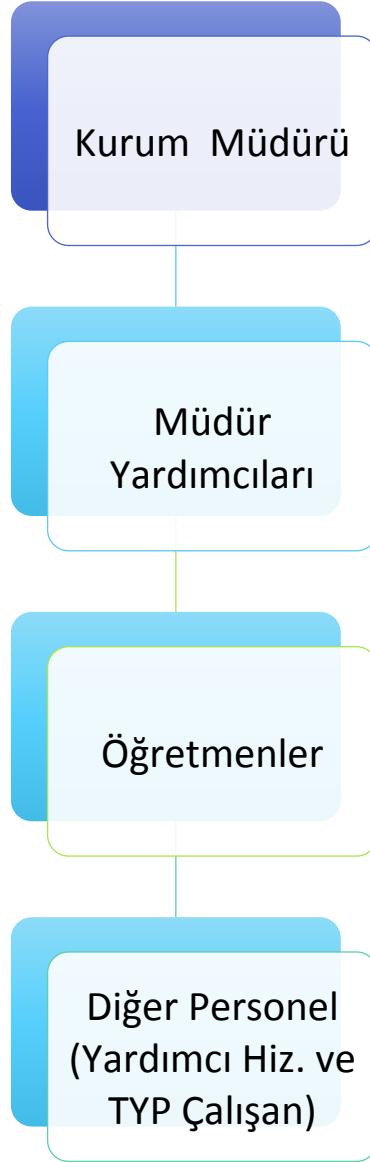 Kurum  Müdürü
Müdür
Yardımcıları
Öğretmenler
Diğer Personel
(Yardımcı Hiz. ve
TYP Çalışan)